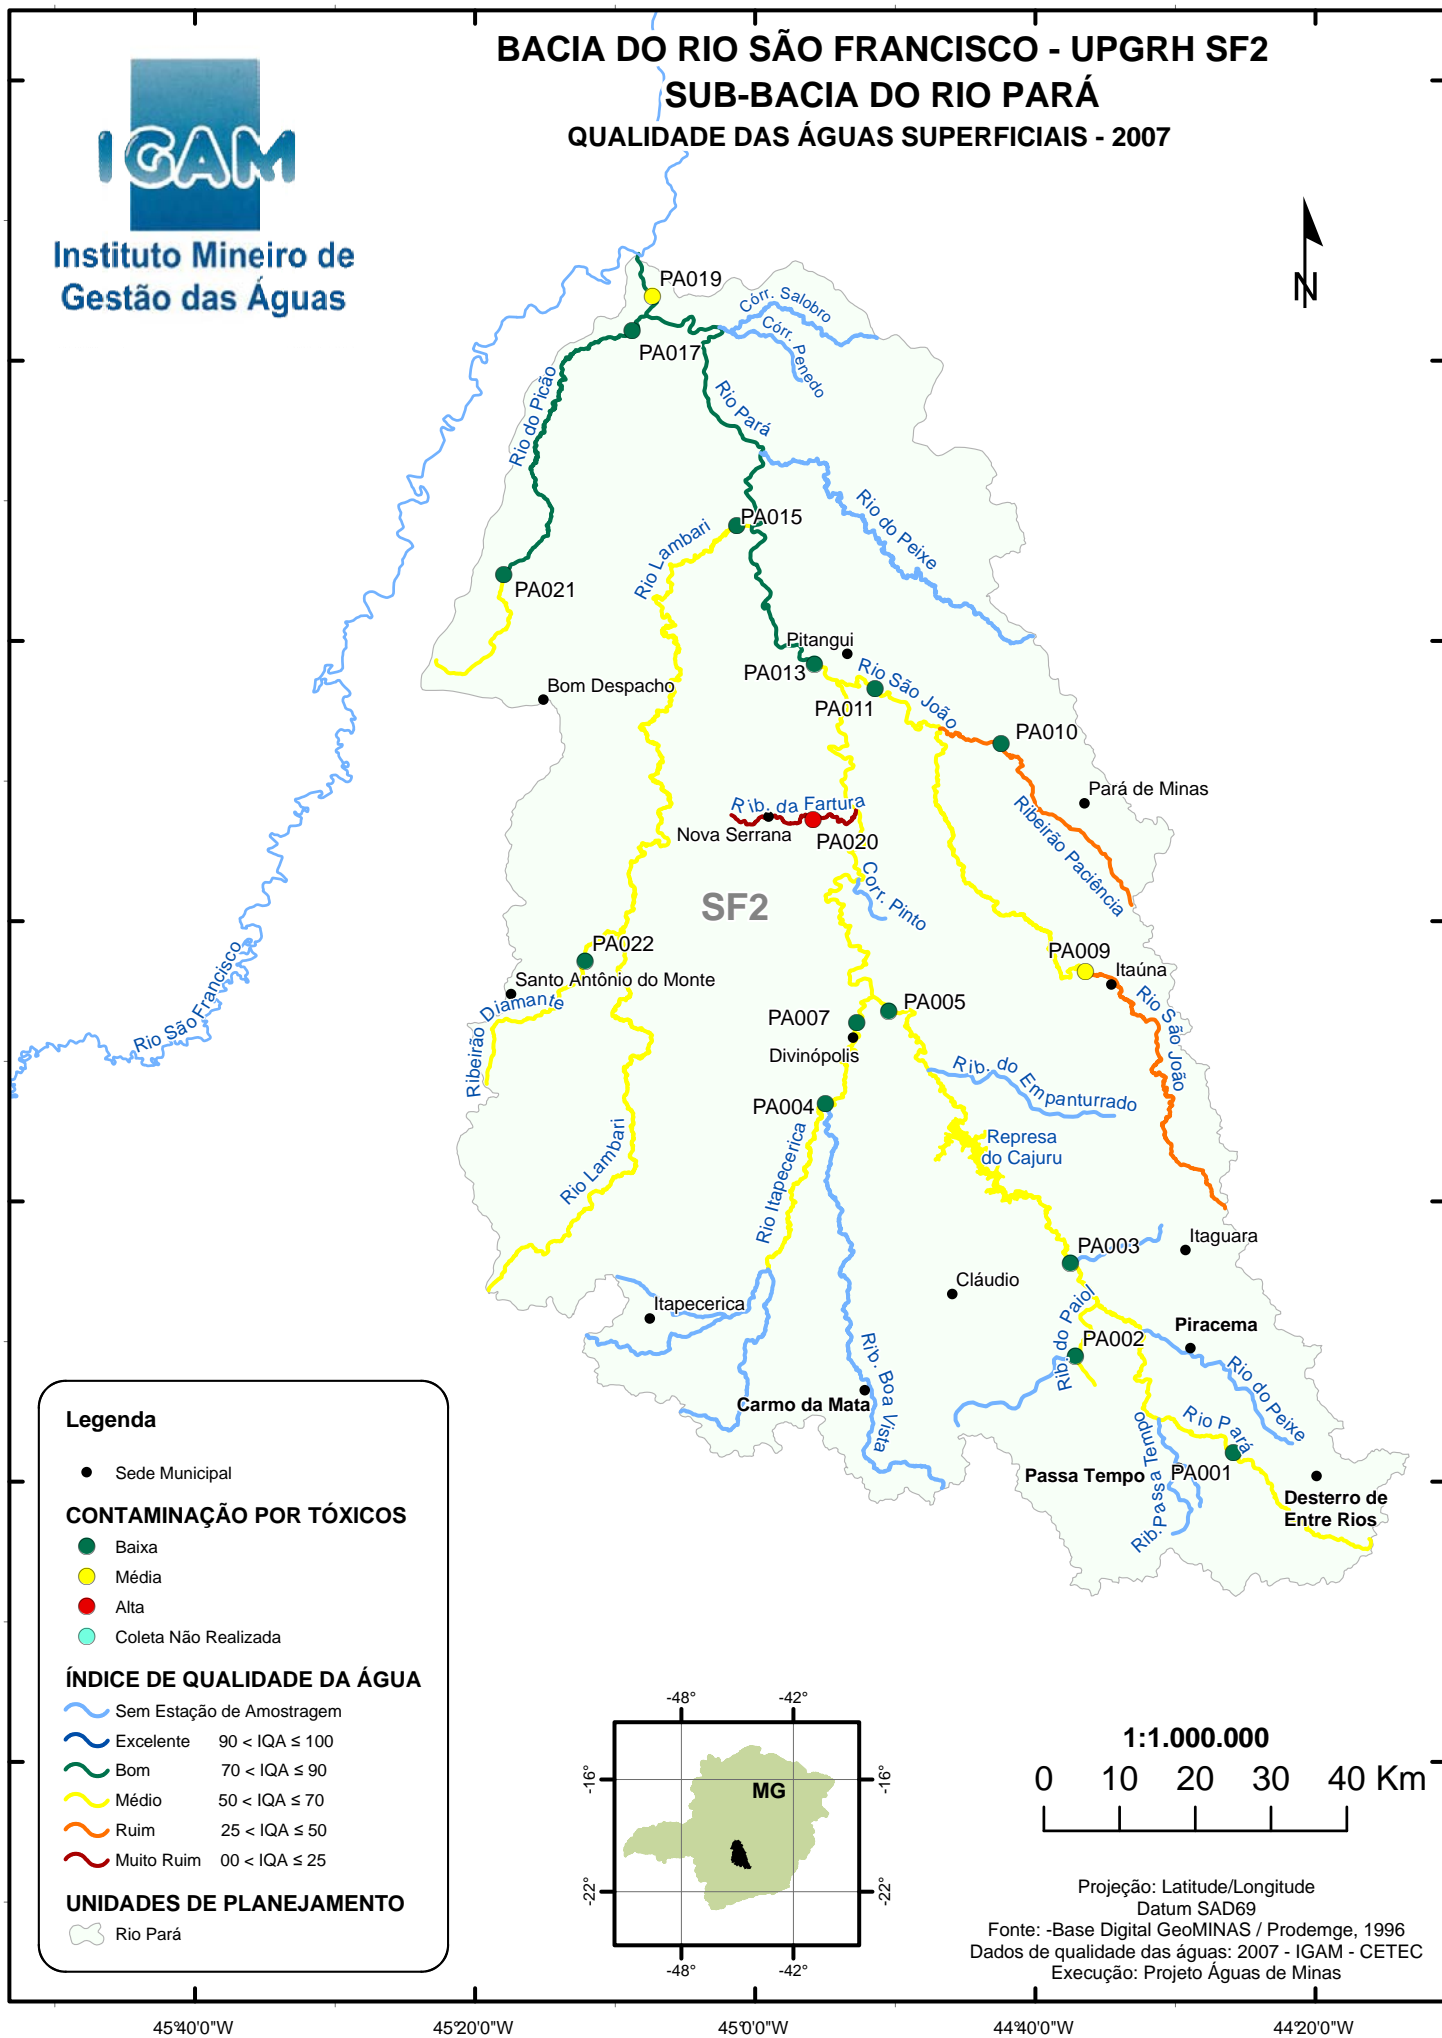 BACIA DO RIO SÃO FRANCISCO - UPGRH SF2
SUB-BACIA DO RIO PARÁ
QUALIDADE DAS ÁGUAS SUPERFICIAIS - 2007
IGAM
Instituto Mineiro de
Gestão das Águas
N
PA019
Córr. Salobro
Córr. Penedo
PA017
Rio do Picão
Rio Pará
PA015
Rio do Peixe
Rio Lambari
PA021
Pitangui
PA013
Rio São João
Bom Despacho
PA011
PA010
Pará de Minas
Rib. da Fartura
Nova Serrana
PA020
Ribeirão Paciência
Corr. Pinto
SF2
PA022
PA009
Itaúna
Santo Antônio do Monte
Rio São Francisco
Ribeirão Diamante
PA005
PA007
Rio São João
Divinópolis
Rib. do Empanturrado
PA004
Rio Itapecerica
Represa
do Cajuru
Rio Lambari
PA003
Itaguara
Cláudio
Itapecerica
Rib. do Paiol
Piracema
PA002
Rio do Peixe
Rib. Boa Vista
Carmo da Mata
Rio Pará
Rib. Passa Tempo
Passa Tempo
PA001
Desterro de
Entre Rios
Legenda
Sede Municipal
CONTAMINAÇÃO POR TÓXICOS
Baixa
Média
Alta
Coleta Não Realizada
ÍNDICE DE QUALIDADE DA ÁGUA
Sem Estação de Amostragem
Excelente 90 < IQA ≤ 100
Bom 70 < IQA ≤ 90
Médio 50 < IQA ≤ 70
Ruim 25 < IQA ≤ 50
Muito Ruim 00 < IQA ≤ 25
UNIDADES DE PLANEJAMENTO
Rio Pará
-48° -42°
-16° -16°
MG
-22° -22°
-48° -42°
1:1.000.000
0 10 20 30 40 Km
Projeção: Latitude/Longitude
Datum SAD69
Fonte: -Base Digital GeoMINAS / Prodemge, 1996
Dados de qualidade das águas: 2007 - IGAM - CETEC
Execução: Projeto Águas de Minas
45°40'0"W 45°20'0"W 45°0'0"W 44°40'0"W 44°20'0"W